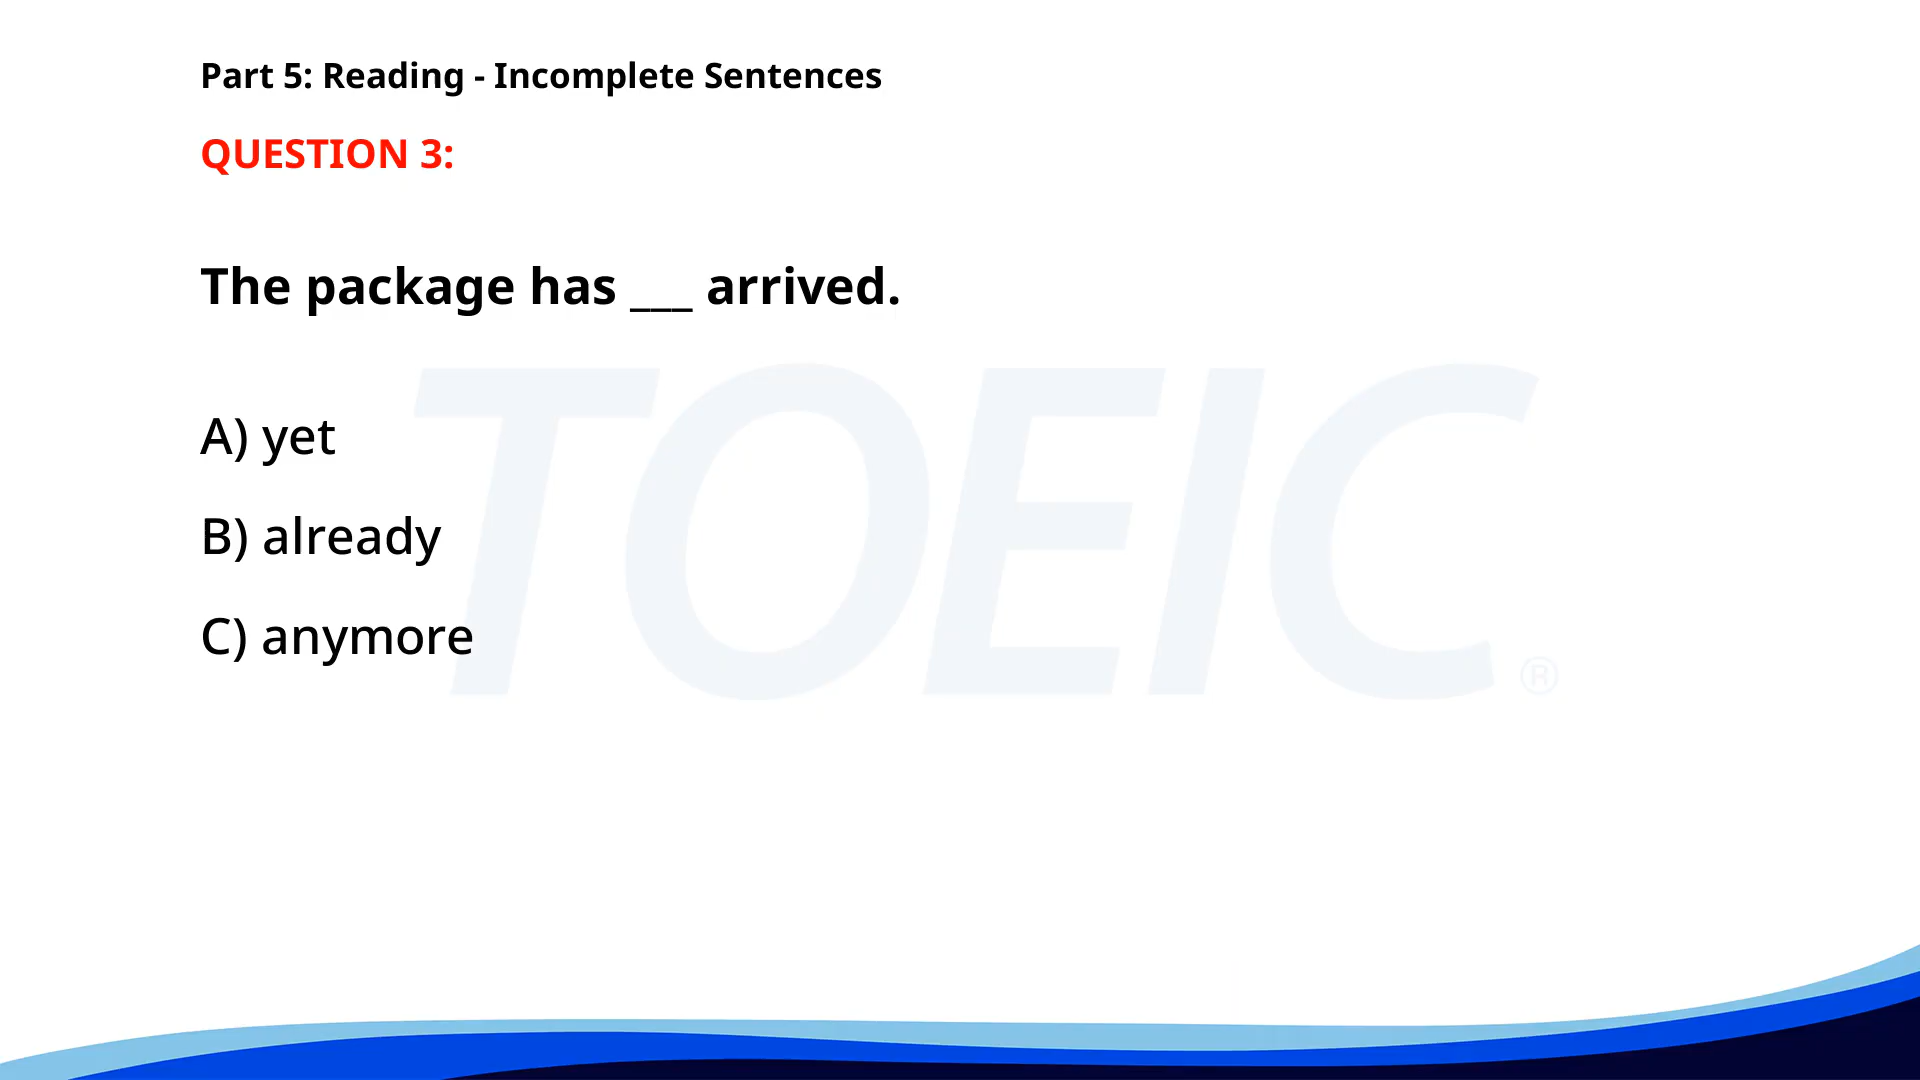 Part 5: Reading - Incomplete Sentences
QUESTION 3:
The package has ___ arrived.
A) yet
B) already
C) anymore
TOEIC®